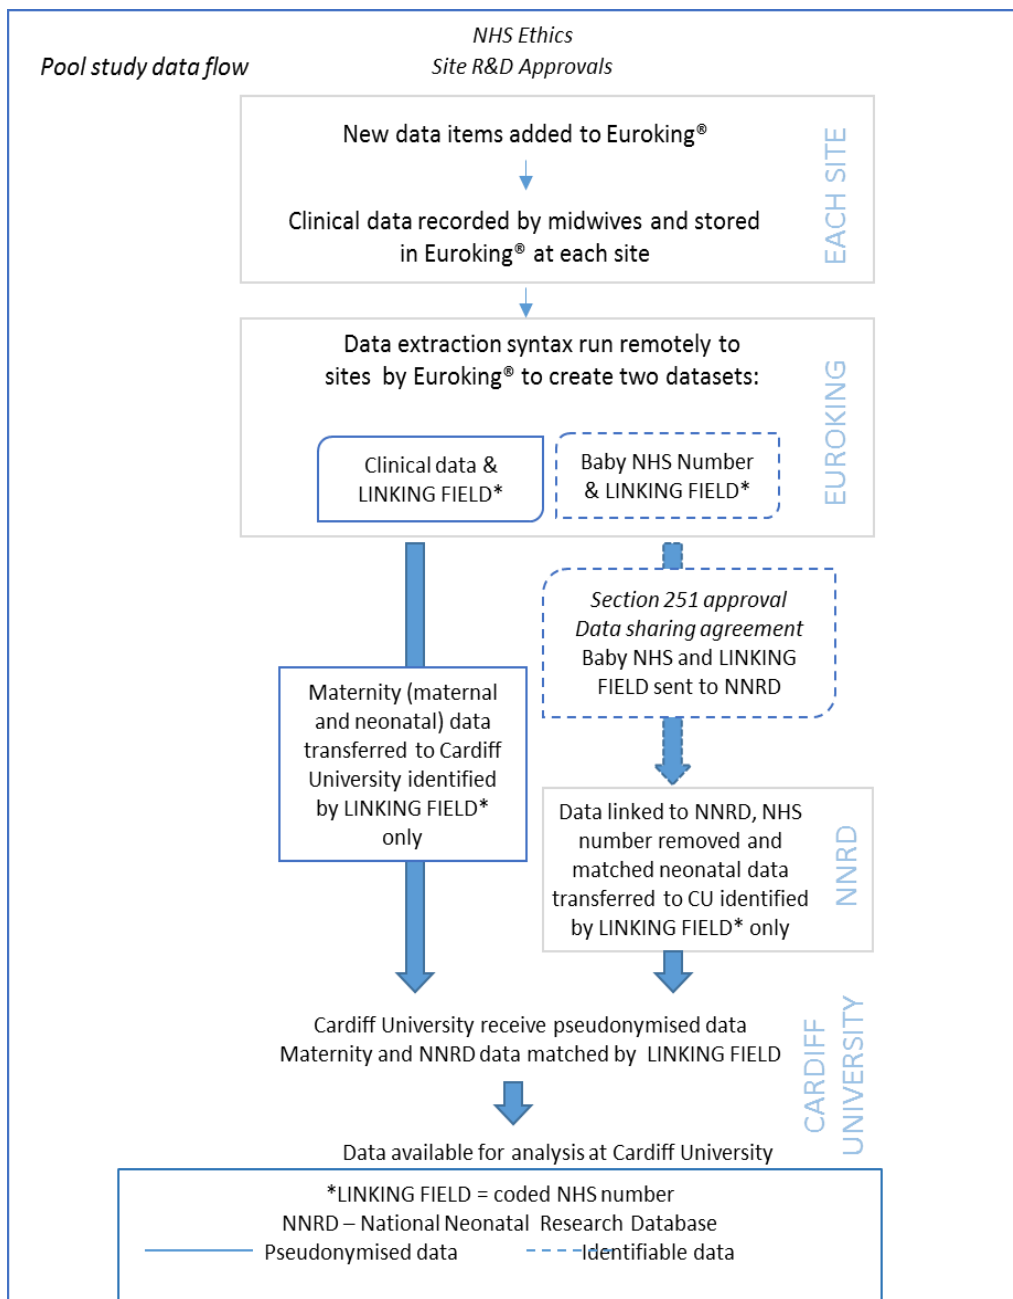 NHS Ethics
Site R&D Approvals
Pool study data flow
New data items added to Euroking®
Clinical data recorded by midwives and stored
in Euroking® at each site
EACH SITE
Data extraction syntax run remotely to
sites by Euroking® to create two datasets:
EUROKING
Clinical data &
LINKING FIELD*
Baby NHS Number
& LINKING FIELD*
Section 251 approval
Data sharing agreement
Baby NHS and LINKING
FIELD sent to NNRD
Maternity (maternal
and neonatal) data
transferred to Cardiff
University identified
by LINKING FIELD*
only
Data linked to NNRD, NHS
number removed and
matched neonatal data
transferred to CU identified
by LINKING FIELD* only
NNRD
Cardiff University receive pseudonymised data
Maternity and NNRD data matched by LINKING FIELD
CARDIFF
UNIVERSITY
Data available for analysis at Cardiff University
*LINKING FIELD = coded NHS number
NNRD – National Neonatal Research Database
Pseudonymised data
Identifiable data